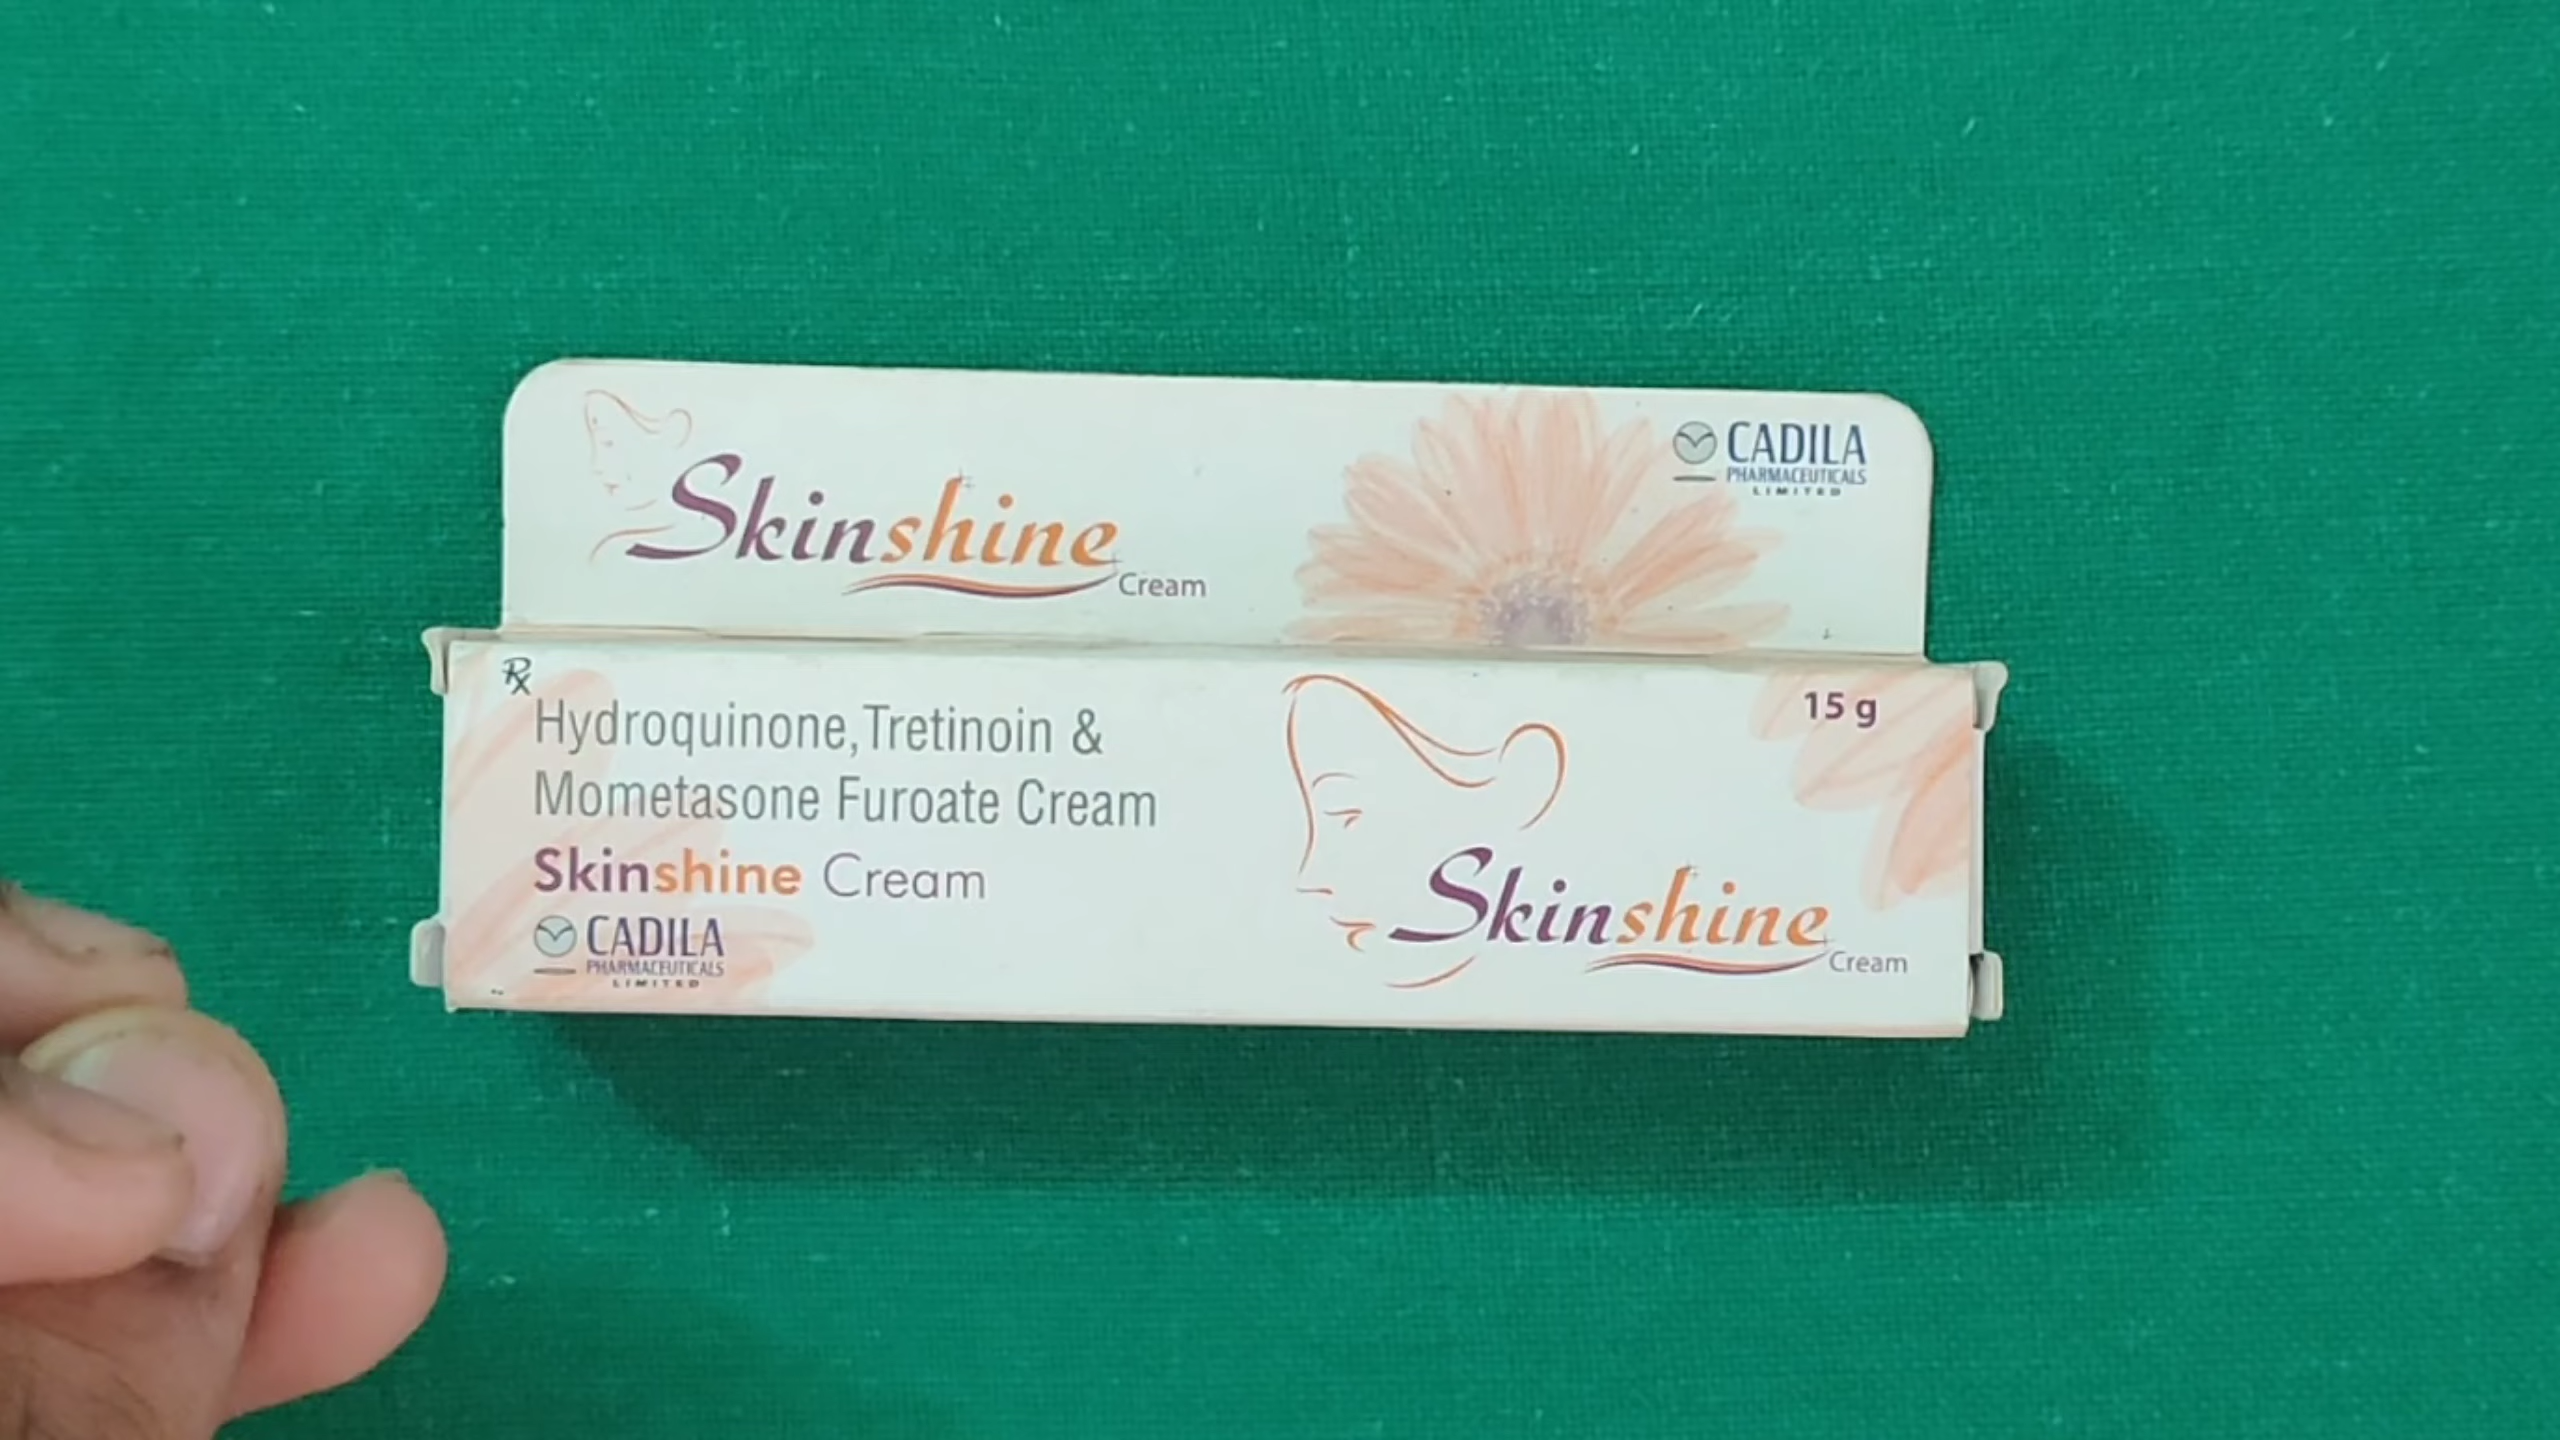 Skinshine
Cream
CADILA
PHARMACEUTICALS
LIMITED
Rx
15 g
Hydroquinone, Tretinoin &
Mometasone Furoate Cream
Skinshine Cream
CADILA
PHARMACEUTICALS
LIMITED
Skinshine
Cream